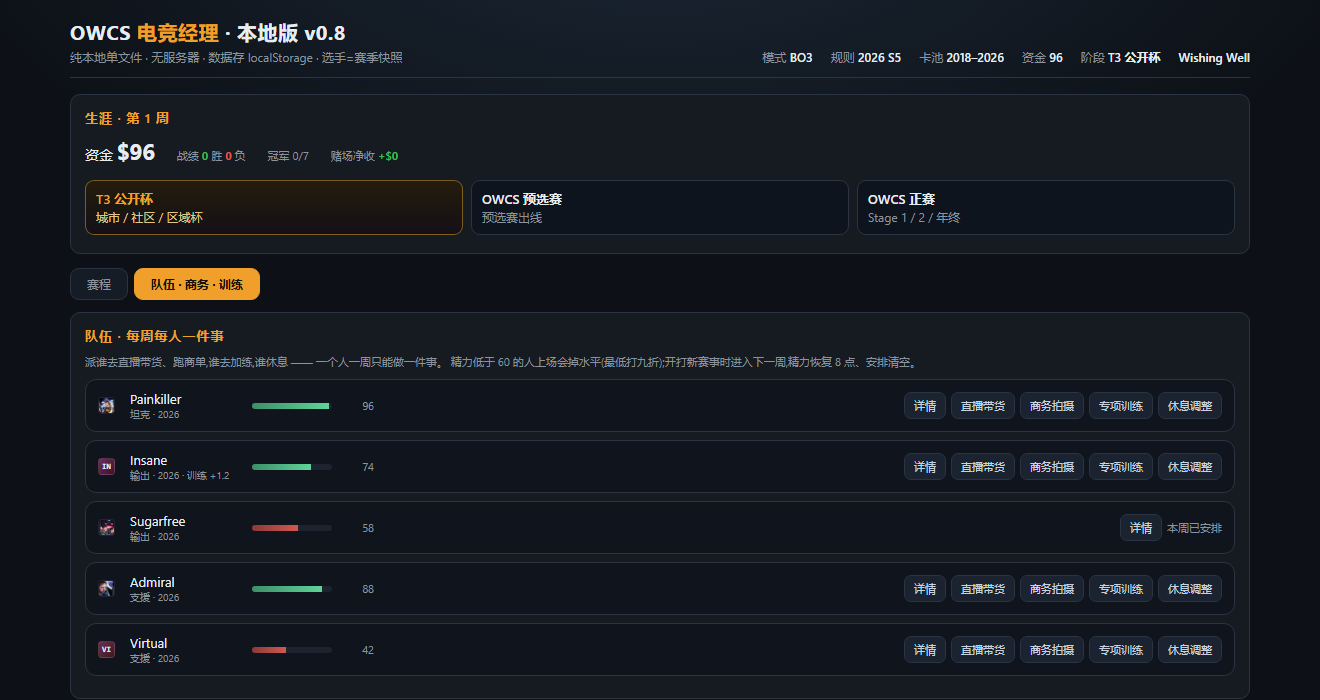 OWCS 电竞经理 · 本地版 v0.8
纯本地单文件 · 无服务器 · 数据存 localStorage · 选手=赛季快照
模式 BO3 规则 2026 S5 卡池 2018–2026 资金 96 阶段 T3 公开杯 Wishing Well
生涯 · 第 1 周
资金 $96 战绩 0 胜 0 负 冠军 0/7 赌场净收 +$0
T3 公开杯
城市 / 社区 / 区域杯
OWCS 预选赛
预选赛出线
OWCS 正赛
Stage 1 / 2 / 年终
赛程 队伍 · 商务 · 训练
队伍 · 每周每人一件事
派谁去直播带货、跑商单,谁去加练,谁休息 —— 一个人一周只能做一件事。 精力低于 60 的人上场会掉水平(最低打九折);开打新赛事时进入下一周,精力恢复 8 点、安排清空。
Painkiller
坦克 · 2026
96 详情 直播带货 商务拍摄 专项训练 休息调整
IN
Insane
输出 · 2026 · 训练 +1.2
74 详情 直播带货 商务拍摄 专项训练 休息调整
Sugarfree
输出 · 2026
58 详情 本周已安排
Admiral
支援 · 2026
88 详情 直播带货 商务拍摄 专项训练 休息调整
VI
Virtual
支援 · 2026
42 详情 直播带货 商务拍摄 专项训练 休息调整